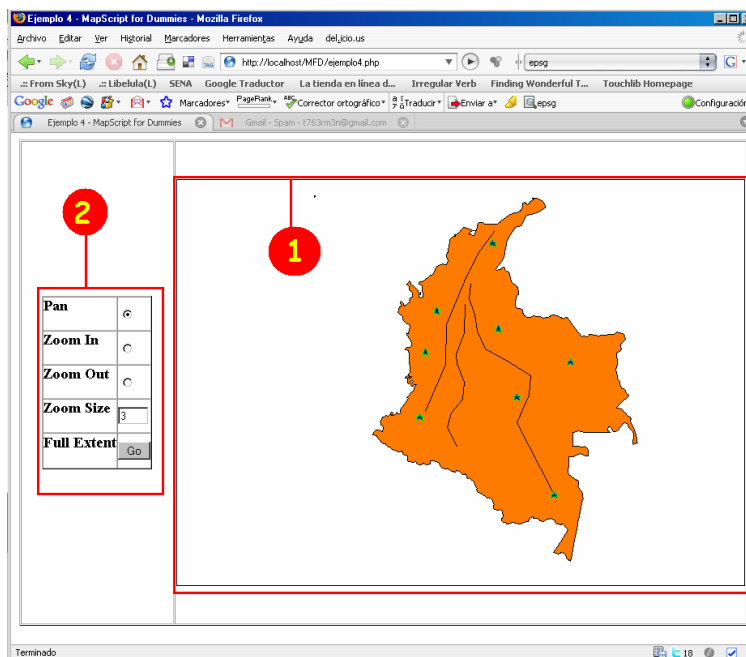 Ejemplo 4 - MapScript for Dummies - Mozilla Firefox
Archivo Editar Ver Historial Marcadores Herramientas Ayuda del.icio.us
http://localhost/MFD/ejemplo4.php epsg
.:: From Sky(L) .:: Libelula(L) SENA Google Traductor La tienda en línea d... Irregular Verb Finding Wonderful T... Touchlib Homepage
Google Marcadores PageRank Corrector ortográfico Traducir Enviar a epsg Configuración
Ejemplo 4 - MapScript for Dummies Gmail - Spam - t763rm3n@gmail.com
2
1
Pan
Zoom In
Zoom Out
Zoom Size 3
Full Extent Go
Terminado 18